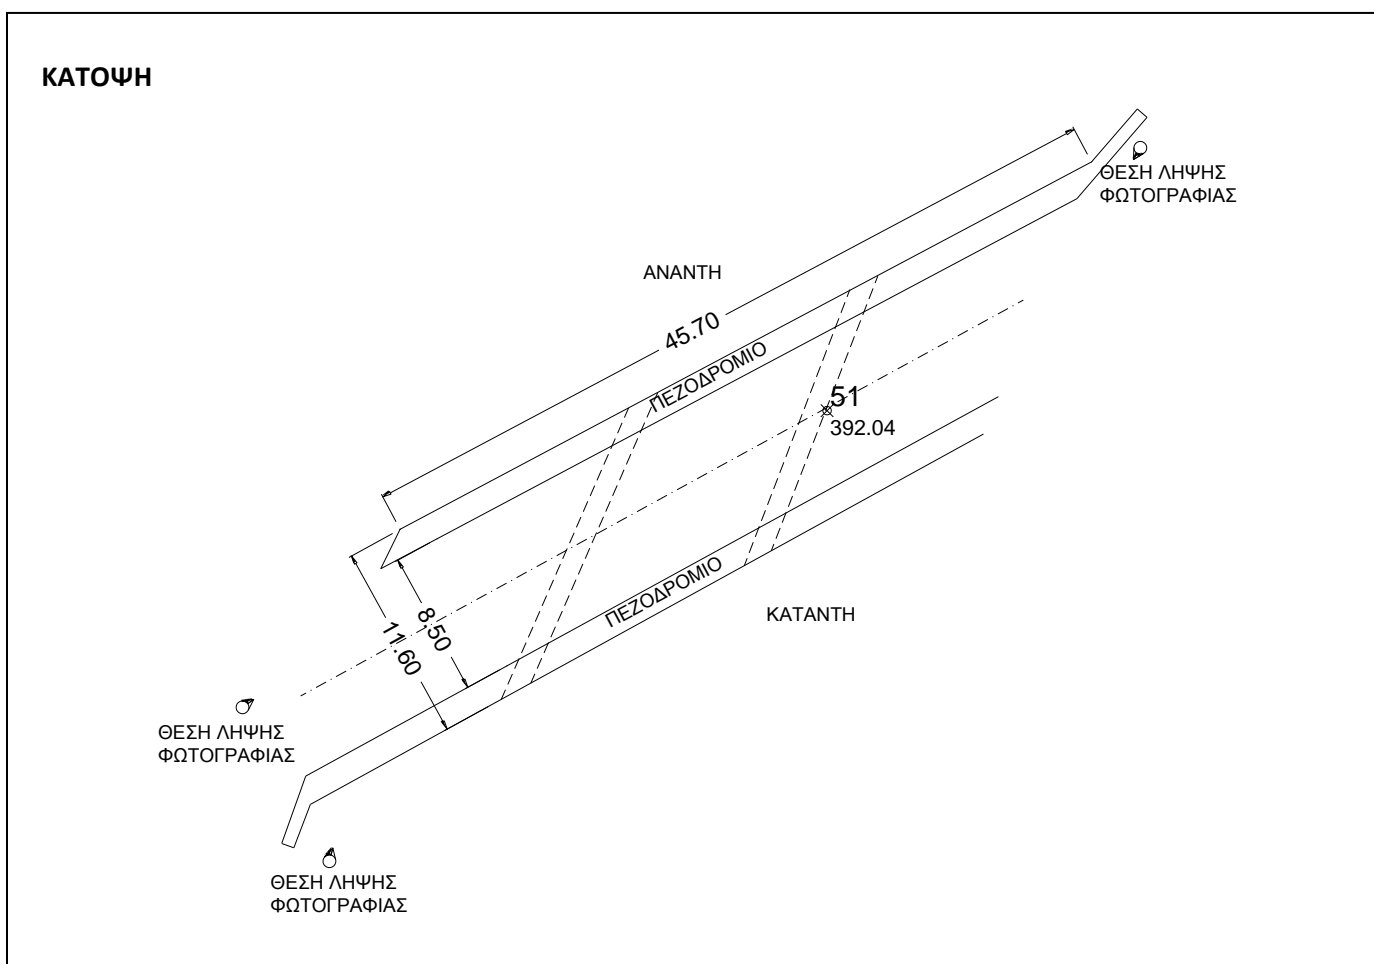 ΚΑΤΟΨΗ
ΘΕΣΗ ΛΗΨΗΣ
ΦΩΤΟΓΡΑΦΙΑΣ
ΑΝΑΝΤΗ
45.70
ΠΕΖΟΔΡΟΜΙΟ
51
392.04
ΠΕΖΟΔΡΟΜΙΟ
ΚΑΤΑΝΤΗ
8.50
11.60
ΘΕΣΗ ΛΗΨΗΣ
ΦΩΤΟΓΡΑΦΙΑΣ
ΘΕΣΗ ΛΗΨΗΣ
ΦΩΤΟΓΡΑΦΙΑΣ